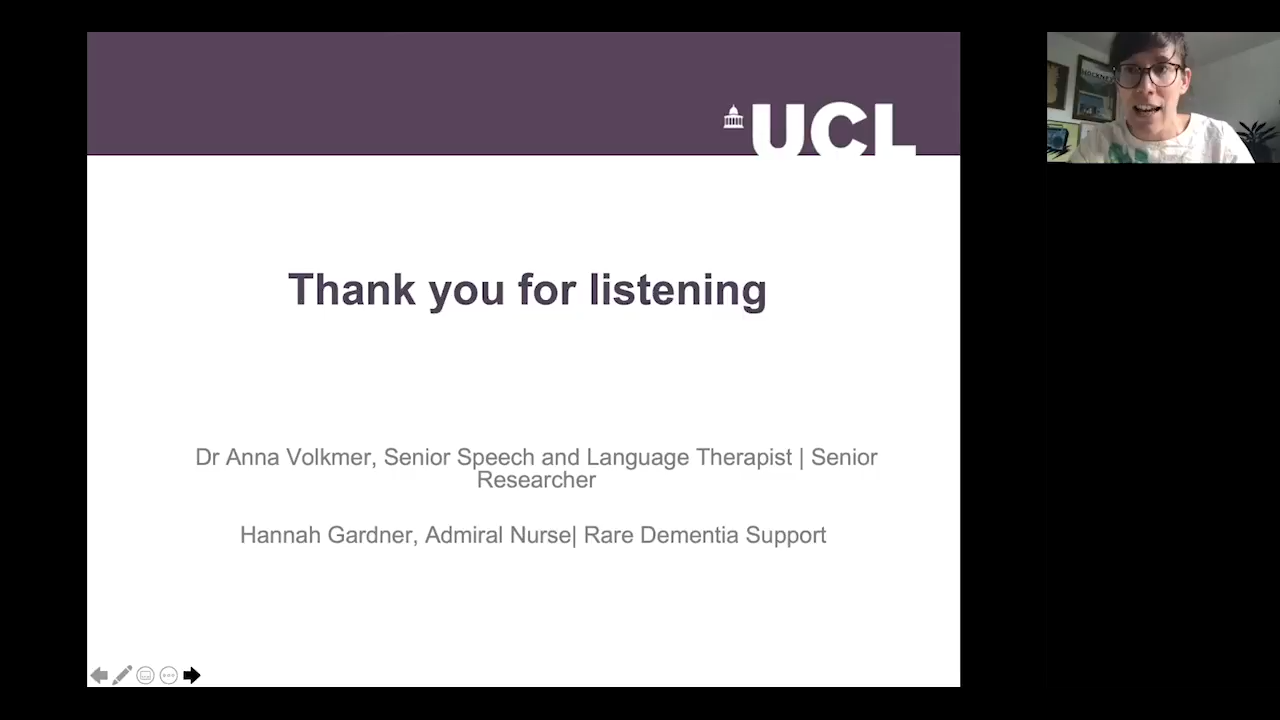 UCL
HACKNEY
Thank you for listening
Dr Anna Volkmer, Senior Speech and Language Therapist | Senior
Researcher
Hannah Gardner, Admiral Nurse| Rare Dementia Support